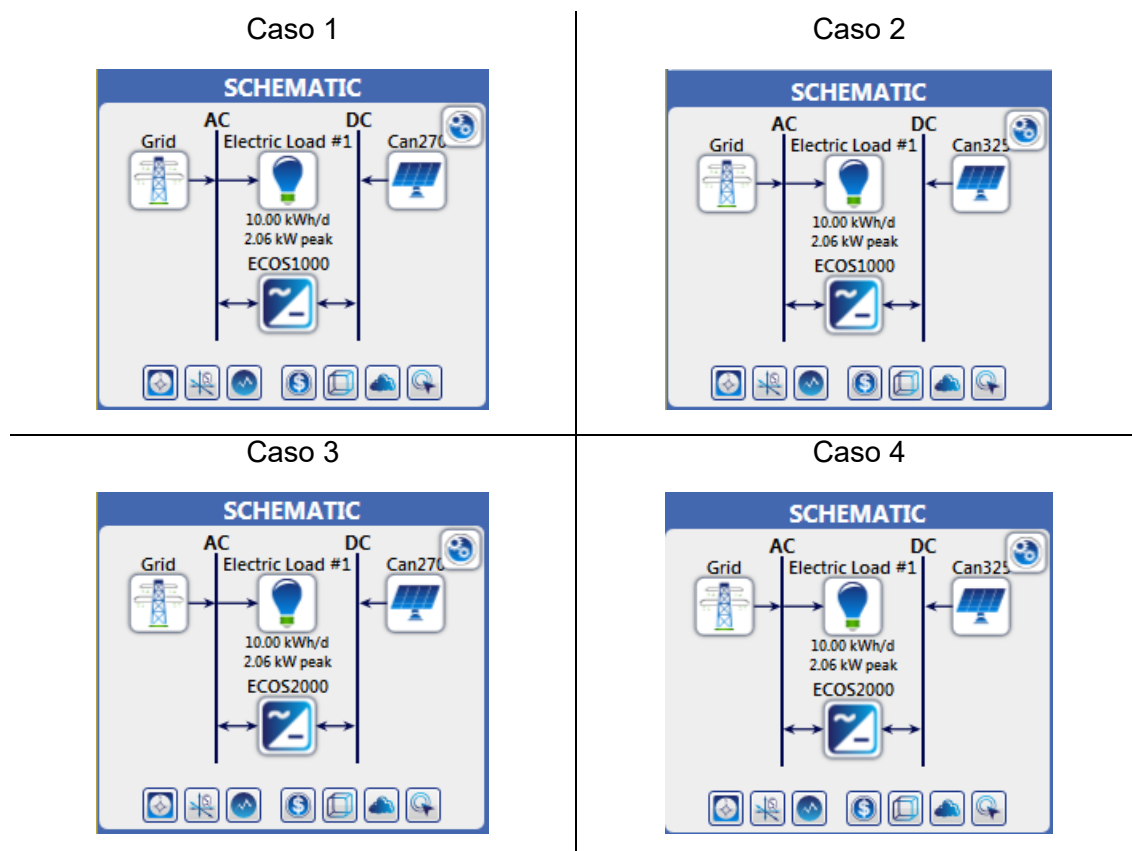 Caso 1
SCHEMATIC
AC DC
Grid Electric Load #1 Can270
10.00 kWh/d
2.06 kW peak
ECOS1000
Caso 2
SCHEMATIC
AC DC
Grid Electric Load #1 Can325
10.00 kWh/d
2.06 kW peak
ECOS1000
Caso 3
SCHEMATIC
AC DC
Grid Electric Load #1 Can270
10.00 kWh/d
2.06 kW peak
ECOS2000
Caso 4
SCHEMATIC
AC DC
Grid Electric Load #1 Can325
10.00 kWh/d
2.06 kW peak
ECOS2000